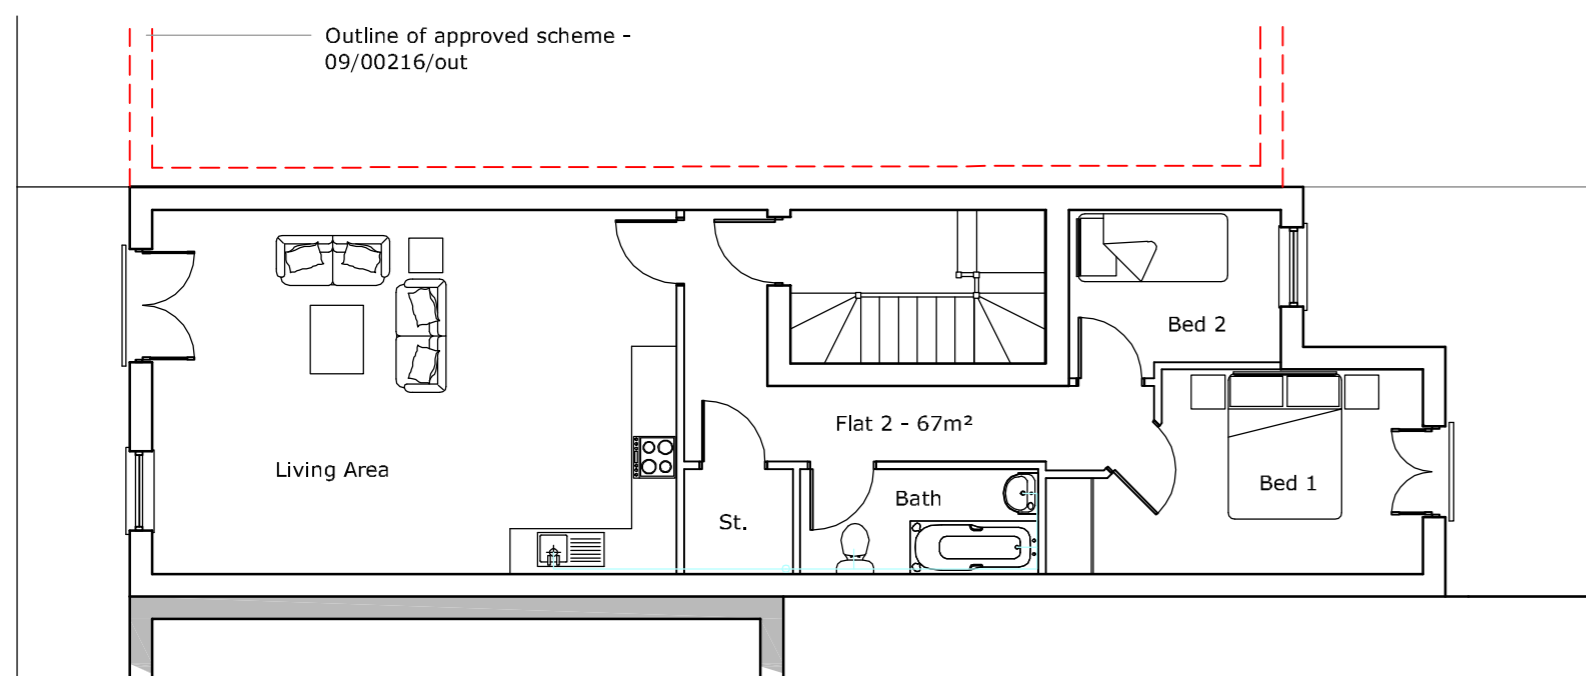 Outline of approved scheme -
09/00216/out
Bed 2
Flat 2 - 67m²
Living Area
Bed 1
Bath
St.